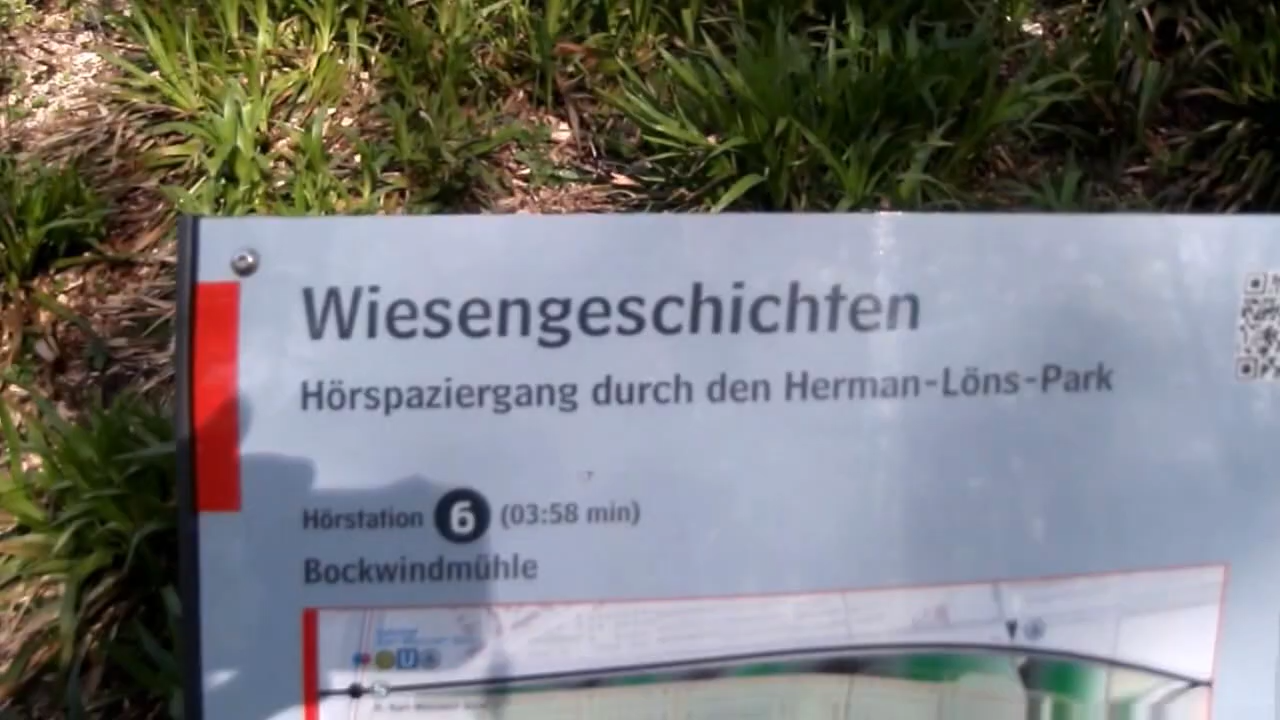 Wiesengeschichten
Hörspaziergang durch den Herman-Löns-Park
Hörstation 6 (03:58 min)
Bockwindmühle
U